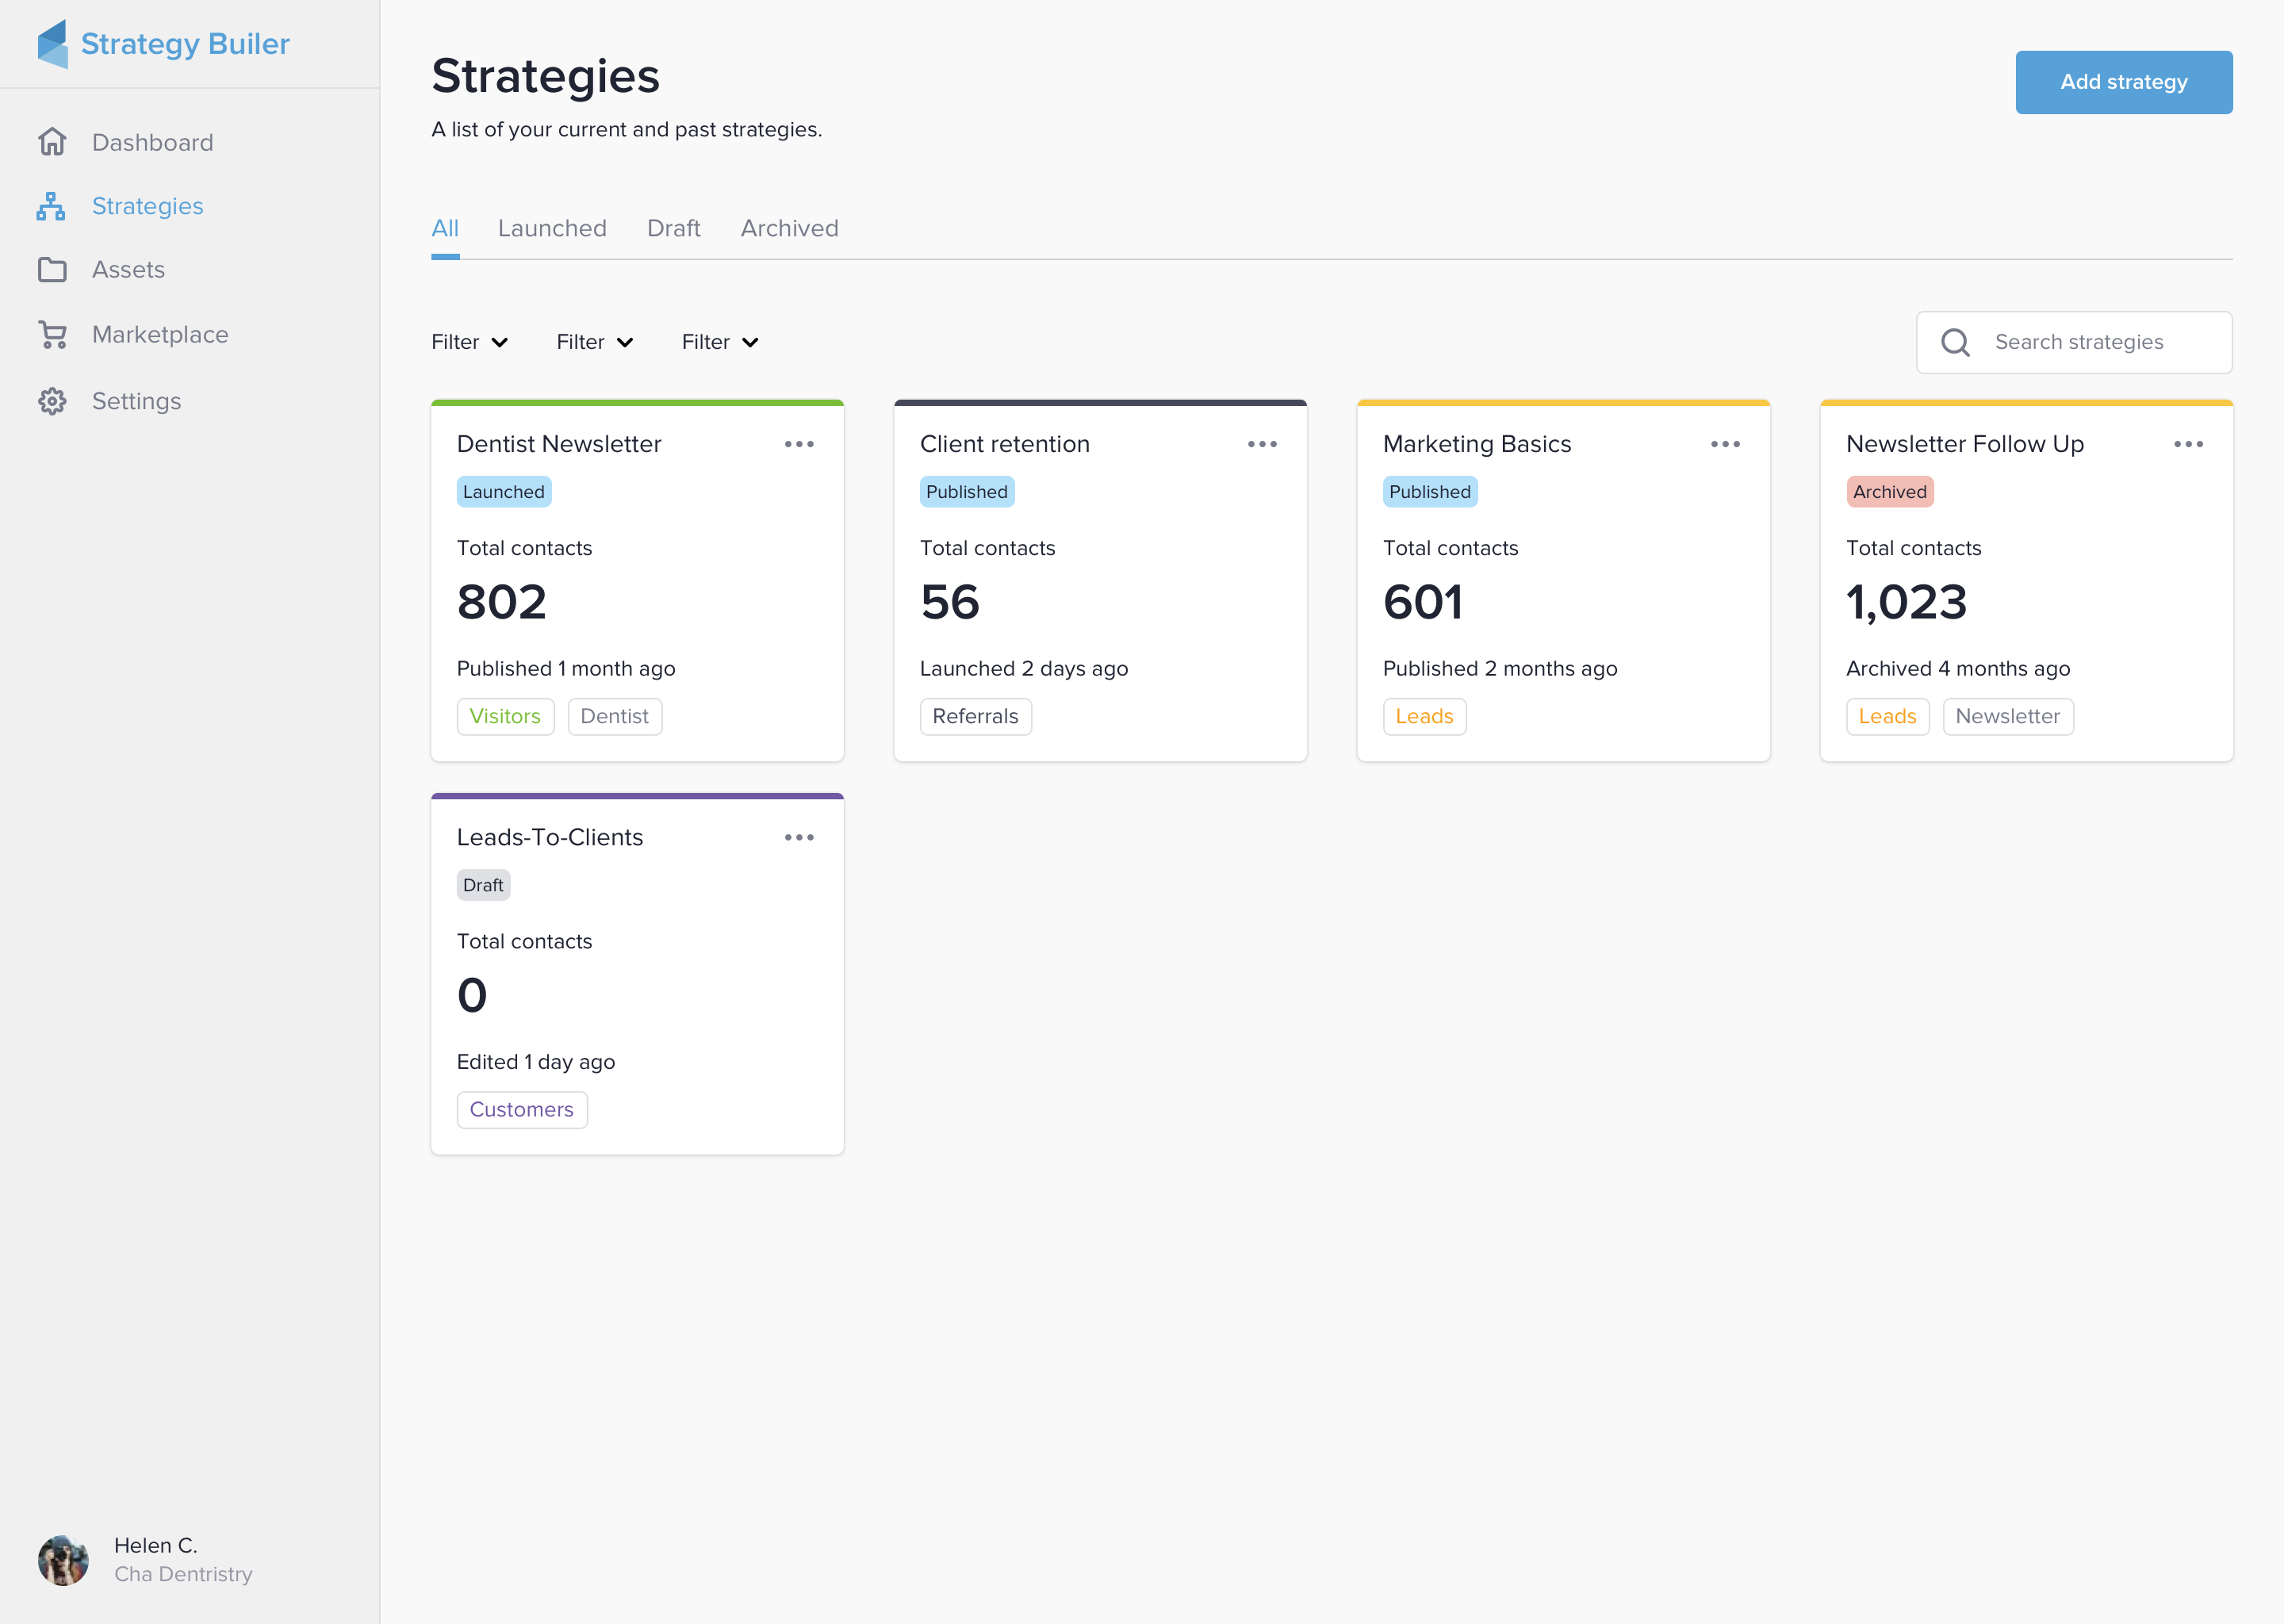 Strategy Builer
Dashboard
Strategies
Assets
Marketplace
Settings
Helen C.
Cha Dentristry
Strategies
A list of your current and past strategies.
Add strategy
All Launched Draft Archived
Filter Filter Filter
Search strategies
Dentist Newsletter
Launched
Total contacts
802
Published 1 month ago
Visitors Dentist
Client retention
Published
Total contacts
56
Launched 2 days ago
Referrals
Marketing Basics
Published
Total contacts
601
Published 2 months ago
Leads
Newsletter Follow Up
Archived
Total contacts
1,023
Archived 4 months ago
Leads Newsletter
Leads-To-Clients
Draft
Total contacts
0
Edited 1 day ago
Customers